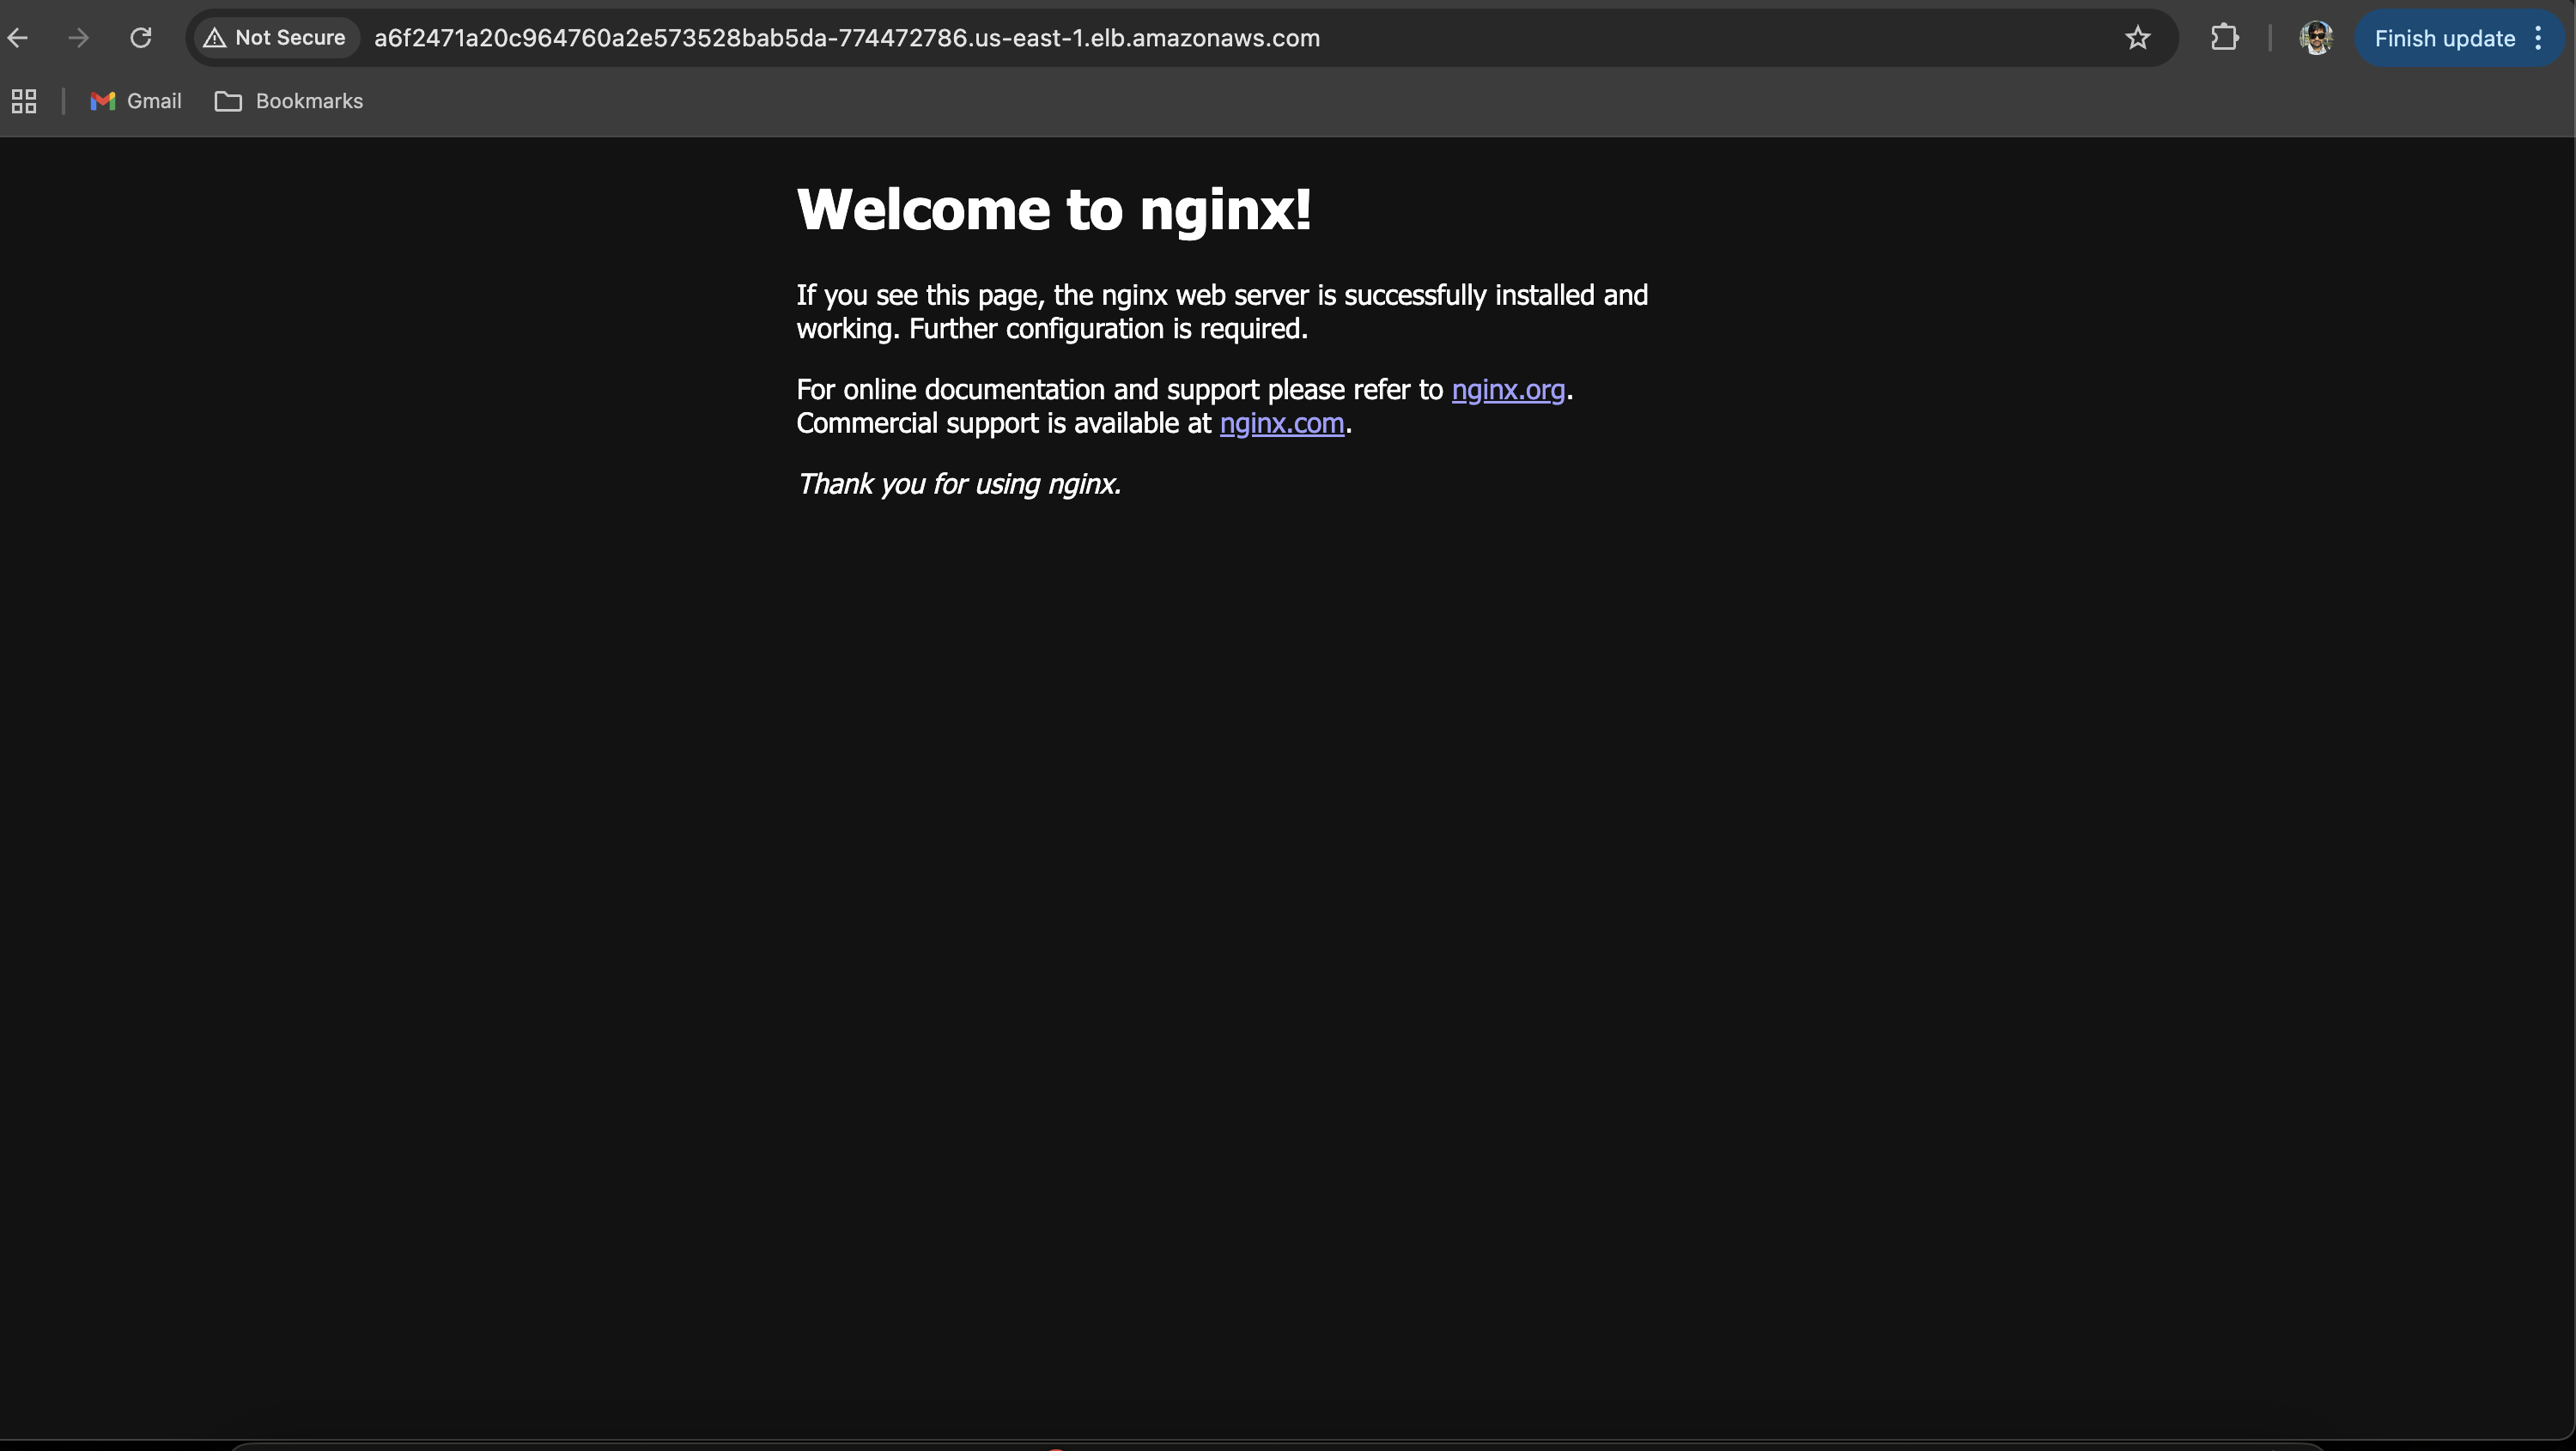 Not Secure a6f2471a20c964760a2e573528bab5da-774472786.us-east-1.elb.amazonaws.com Finish update
Gmail Bookmarks
Welcome to nginx!
If you see this page, the nginx web server is successfully installed and
working. Further configuration is required.
For online documentation and support please refer to nginx.org.
Commercial support is available at nginx.com.
Thank you for using nginx.